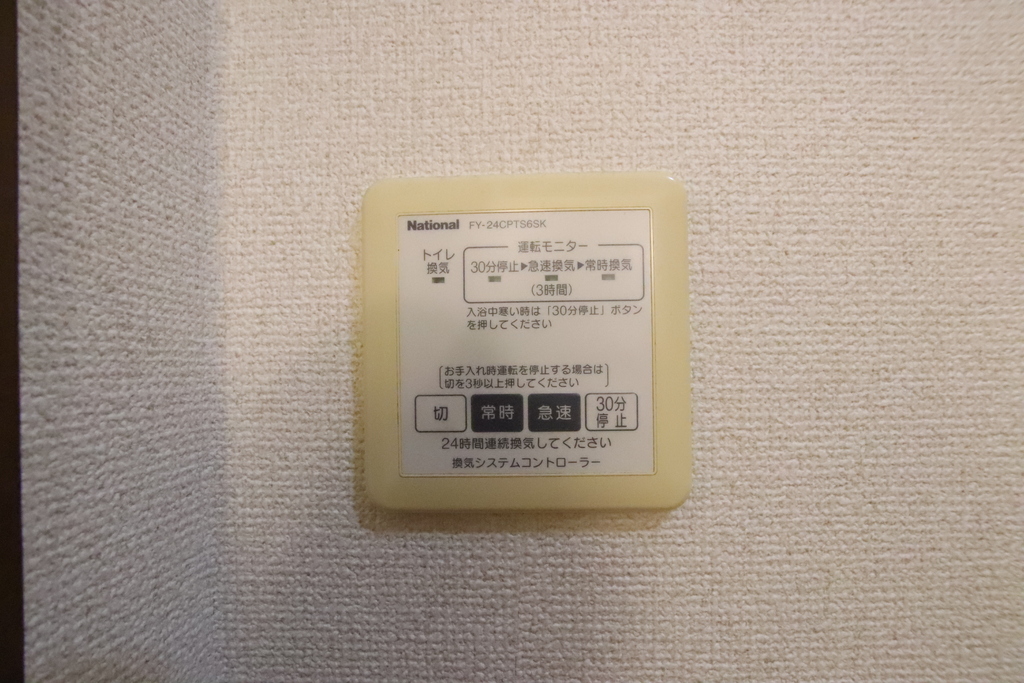 National FY-24CPTS6SK
運転モニター
トイレ
換気
30分停止▶急速換気▶常時換気
(3時間)
入浴中寒い時は「30分停止」ボタン
を押してください
お手入れ時運転を停止する場合は
切を3秒以上押してください
切 常時 急速 30分
停止
24時間連続換気してください
換気システムコントローラー